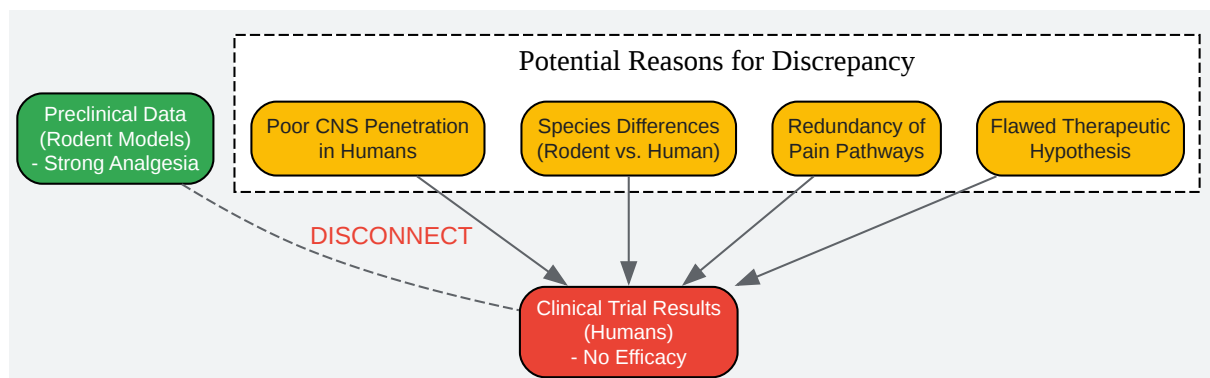 Potential Reasons for Discrepancy
Preclinical Data
(Rodent Models)
- Strong Analgesia
Poor CNS Penetration
in Humans
Species Differences
(Rodent vs. Human)
Redundancy of
Pain Pathways
Flawed Therapeutic
Hypothesis
DISCONNECT
Clinical Trial Results
(Humans)
- No Efficacy